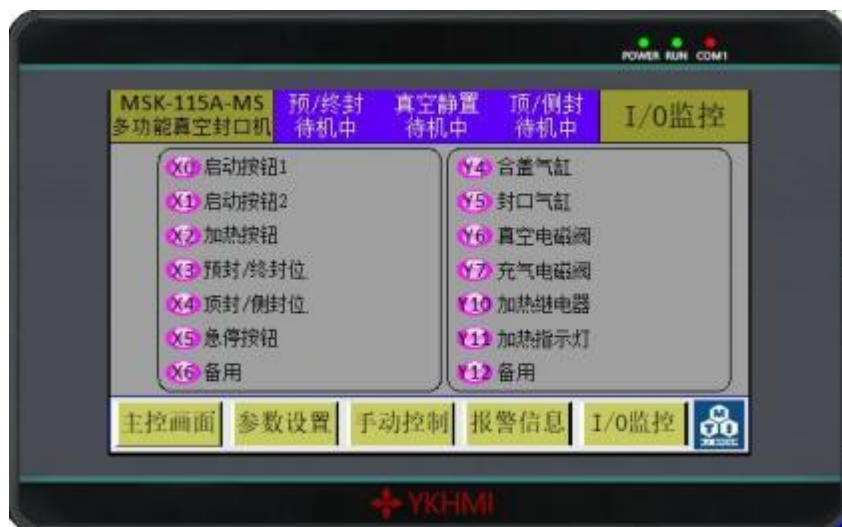 POWER RUN COM1
MSK-115A-MS
多功能真空封口机
预/终封
待机中
真空静置
待机中
顶/侧封
待机中
I/O监控
X0 启动按钮1
X1 启动按钮2
X2 加热按钮
X3 预封/终封位
X4 顶封/侧封位
X5 急停按钮
X6 备用
Y4 合盖气缸
Y5 封口气缸
Y6 真空电磁阀
Y7 充气电磁阀
Y10 加热继电器
Y11 加热指示灯
Y12 备用
主控画面 参数设置 手动控制 报警信息 I/O监控
MTI
YKHMI